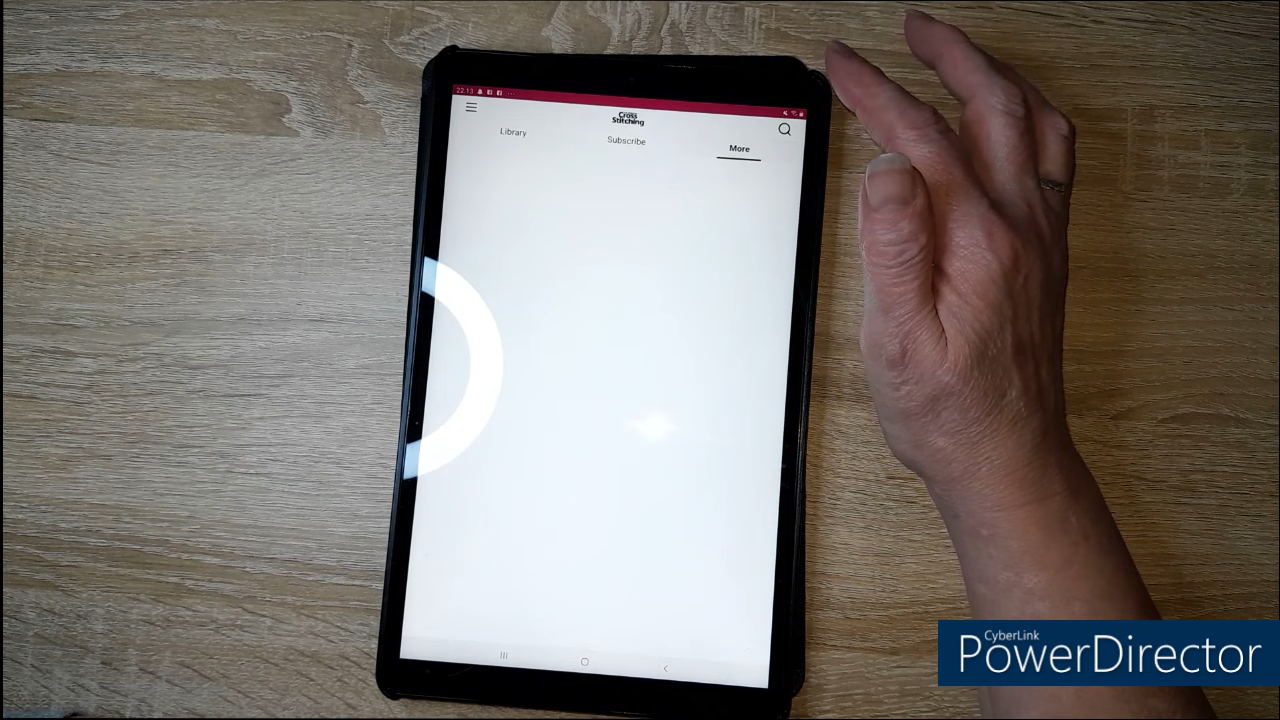 22.13
Cross
Stitching
Library
Subscribe
More
CyberLink
PowerDirector